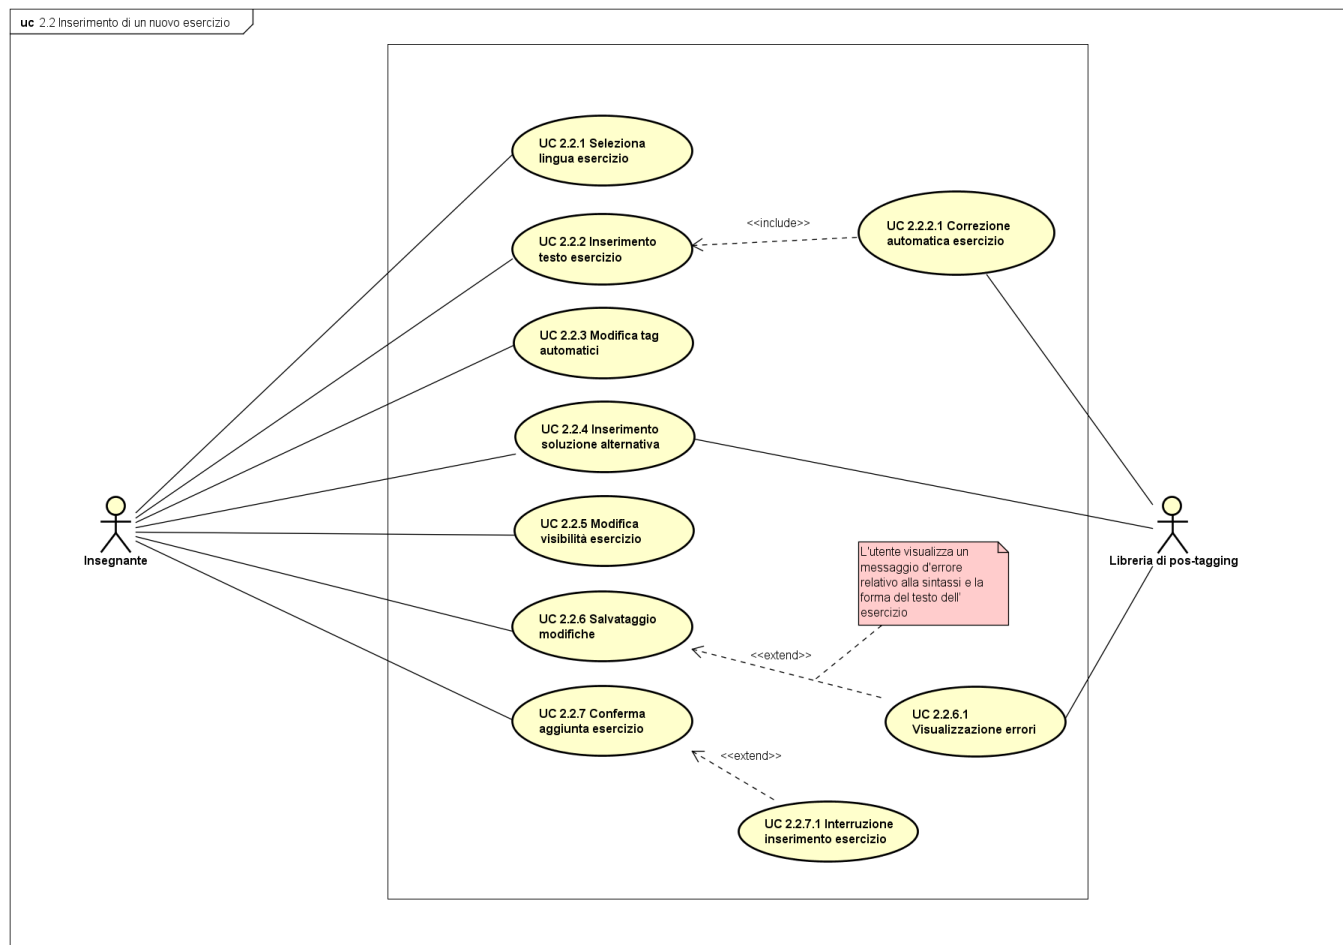 uc 2.2 Inserimento di un nuovo esercizio
UC 2.2.1 Seleziona
lingua esercizio
UC 2.2.2 Inserimento
testo esercizio
<<include>>
UC 2.2.2.1 Correzione
automatica esercizio
UC 2.2.3 Modifica tag
automatici
UC 2.2.4 Inserimento
soluzione alternativa
Insegnante
UC 2.2.5 Modifica
visibilità esercizio
Libreria di pos-tagging
L'utente visualizza un
messaggio d'errore
relativo alla sintassi e la
forma del testo dell'
esercizio
UC 2.2.6 Salvataggio
modifiche
<<extend>>
UC 2.2.6.1
Visualizzazione errori
UC 2.2.7 Conferma
aggiunta esercizio
<<extend>>
UC 2.2.7.1 Interruzione
inserimento esercizio